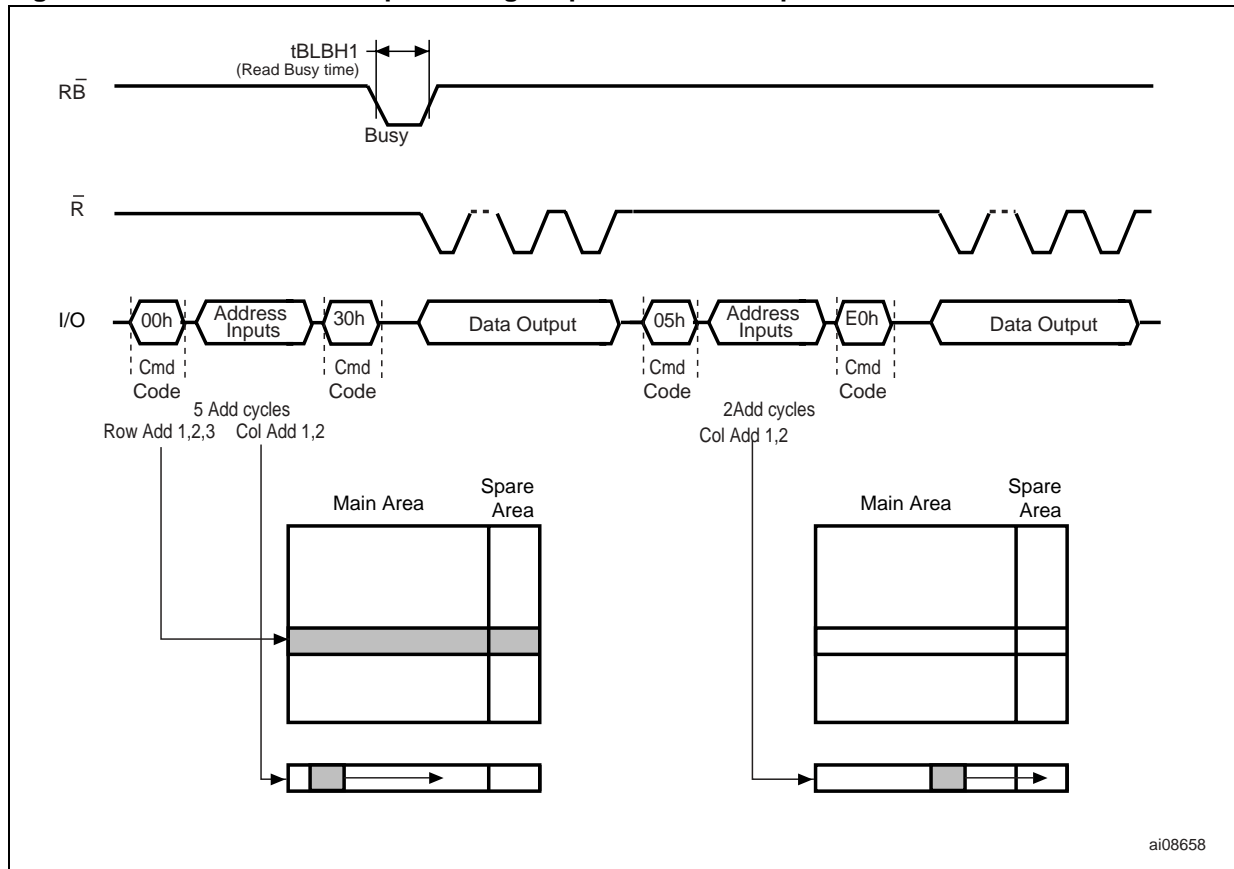 tBLBH1
(Read Busy time)
RB̅
Busy
R̅
I/O
00h
Address
Inputs
30h
Data Output
05h
Address
Inputs
E0h
Data Output
Cmd
Code
Cmd
Code
Cmd
Code
Cmd
Code
5 Add cycles
Row Add 1,2,3 Col Add 1,2
2Add cycles
Col Add 1,2
Main Area
Spare
Area
Main Area
Spare
Area
ai08658